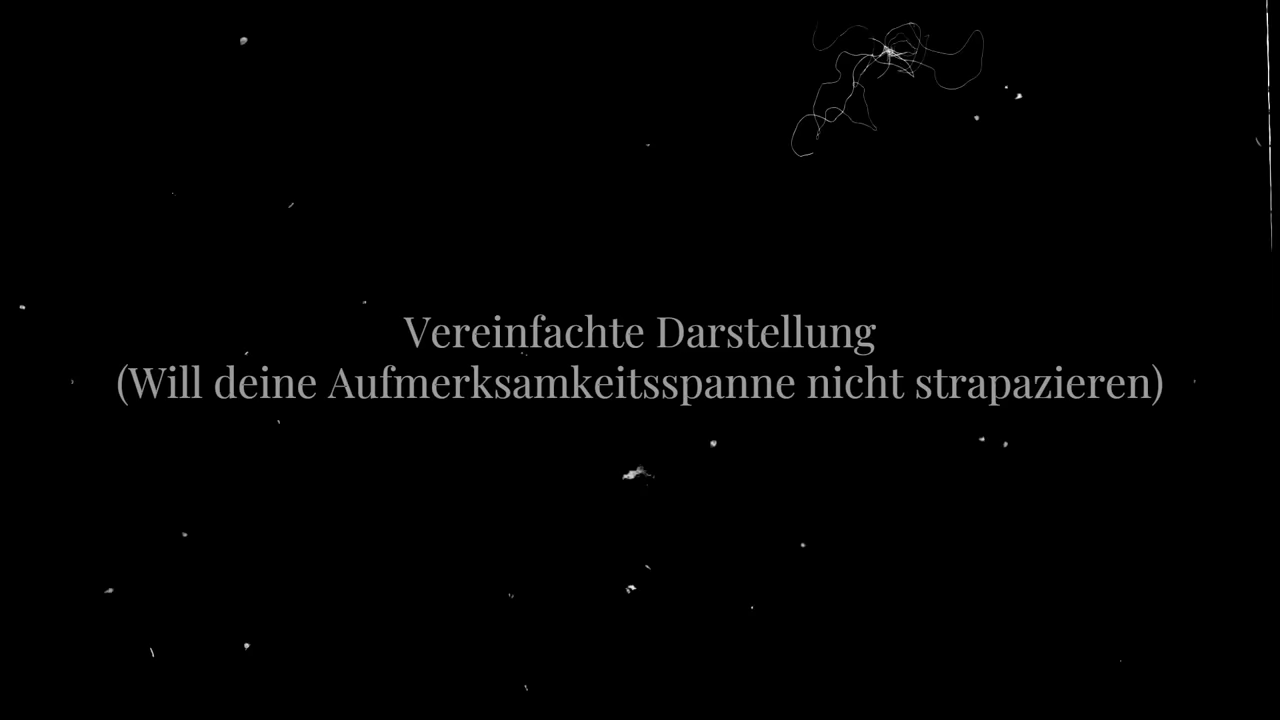 Vereinfachte Darstellung
(Will deine Aufmerksamkeitsspanne nicht strapazieren)